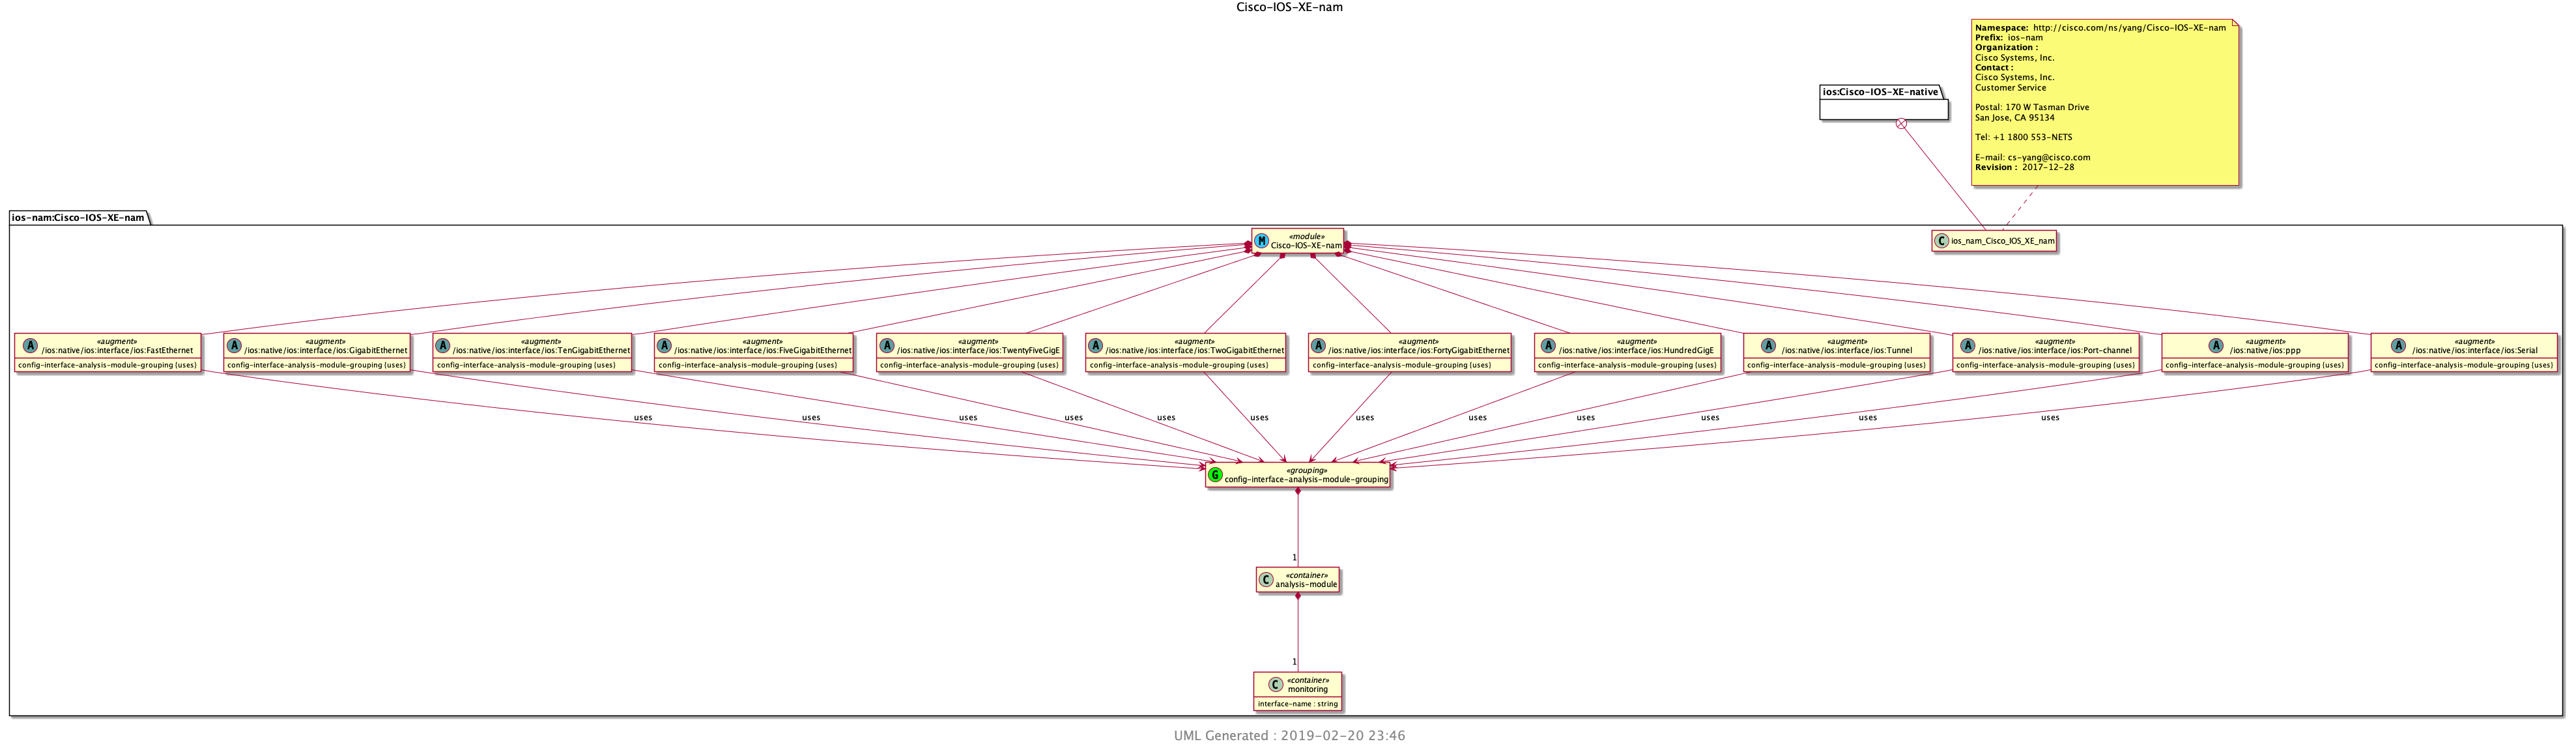 Cisco-IOS-XE-nam
Namespace: http://cisco.com/ns/yang/Cisco-IOS-XE-nam
Prefix: ios-nam
Organization :
Cisco Systems, Inc.
Contact :
Cisco Systems, Inc.
Customer Service
Postal: 170 W Tasman Drive
San Jose, CA 95134
Tel: +1 1800 553-NETS
E-mail: cs-yang@cisco.com
Revision : 2017-12-28
ios:Cisco-IOS-XE-native
ios-nam:Cisco-IOS-XE-nam
M «module»
Cisco-IOS-XE-nam
C ios_nam_Cisco_IOS_XE_nam
A «augment»
/ios:native/ios:interface/ios:FastEthernet
config-interface-analysis-module-grouping (uses)
A «augment»
/ios:native/ios:interface/ios:GigabitEthernet
config-interface-analysis-module-grouping (uses)
A «augment»
/ios:native/ios:interface/ios:TenGigabitEthernet
config-interface-analysis-module-grouping (uses)
A «augment»
/ios:native/ios:interface/ios:FiveGigabitEthernet
config-interface-analysis-module-grouping (uses)
A «augment»
/ios:native/ios:interface/ios:TwentyFiveGigE
config-interface-analysis-module-grouping (uses)
A «augment»
/ios:native/ios:interface/ios:TwoGigabitEthernet
config-interface-analysis-module-grouping (uses)
A «augment»
/ios:native/ios:interface/ios:FortyGigabitEthernet
config-interface-analysis-module-grouping (uses)
A «augment»
/ios:native/ios:interface/ios:HundredGigE
config-interface-analysis-module-grouping (uses)
A «augment»
/ios:native/ios:interface/ios:Tunnel
config-interface-analysis-module-grouping (uses)
A «augment»
/ios:native/ios:interface/ios:Port-channel
config-interface-analysis-module-grouping (uses)
A «augment»
/ios:native/ios:ppp
config-interface-analysis-module-grouping (uses)
A «augment»
/ios:native/ios:interface/ios:Serial
config-interface-analysis-module-grouping (uses)
uses
uses
uses
uses
uses
uses
uses
uses
uses
uses
uses
uses
G «grouping»
config-interface-analysis-module-grouping
1
C «container»
analysis-module
1
C «container»
monitoring
interface-name : string
UML Generated : 2019-02-20 23:46